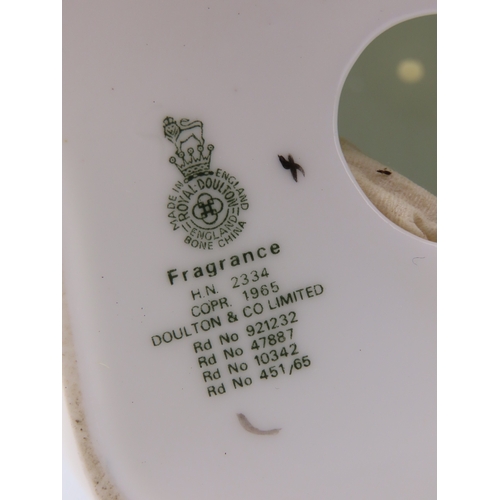 MADE IN ENGLAND
ROYAL DOULTON
ENGLAND
BONE CHINA
Fragrance
H.N. 2334
COPR. 1965
DOULTON & CO LIMITED
Rd No 921232
Rd No 47887
Rd No 10342
Rd No 451/65